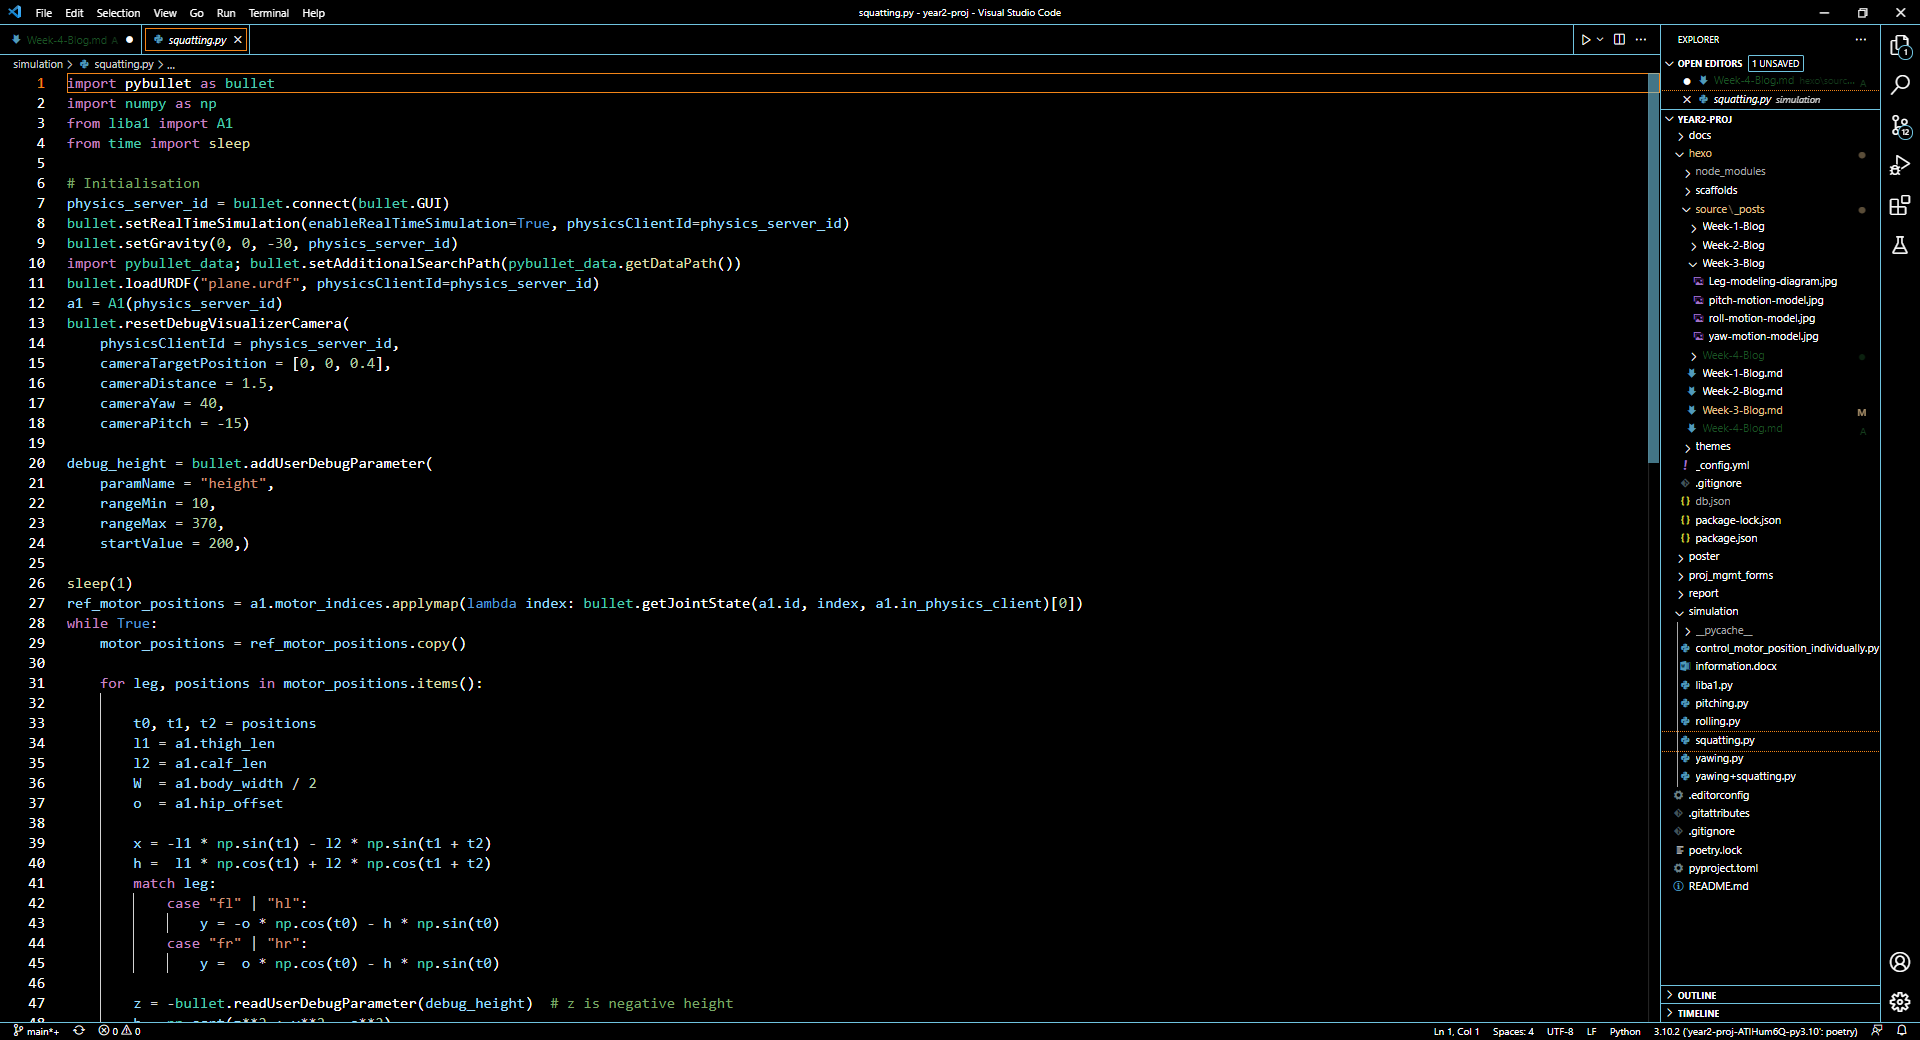 File Edit Selection View Go Run Terminal Help
squatting.py - year2-proj - Visual Studio Code
Week-4-Blog.md A
squatting.py
simulation > squatting.py > ...
1 import pybullet as bullet
2 import numpy as np
3 from liba1 import A1
4 from time import sleep
5
6 # Initialisation
7 physics_server_id = bullet.connect(bullet.GUI)
8 bullet.setRealTimeSimulation(enableRealTimeSimulation=True, physicsClientId=physics_server_id)
9 bullet.setGravity(0, 0, -30, physics_server_id)
10 import pybullet_data; bullet.setAdditionalSearchPath(pybullet_data.getDataPath())
11 bullet.loadURDF("plane.urdf", physicsClientId=physics_server_id)
12 a1 = A1(physics_server_id)
13 bullet.resetDebugVisualizerCamera(
14     physicsClientId = physics_server_id,
15     cameraTargetPosition = [0, 0, 0.4],
16     cameraDistance = 1.5,
17     cameraYaw = 40,
18     cameraPitch = -15)
19
20 debug_height = bullet.addUserDebugParameter(
21     paramName = "height",
22     rangeMin = 10,
23     rangeMax = 370,
24     startValue = 200,)
25
26 sleep(1)
27 ref_motor_positions = a1.motor_indices.applymap(lambda index: bullet.getJointState(a1.id, index, a1.in_physics_client)[0])
28 while True:
29     motor_positions = ref_motor_positions.copy()
30
31     for leg, positions in motor_positions.items():
32
33         t0, t1, t2 = positions
34         l1 = a1.thigh_len
35         l2 = a1.calf_len
36         W  = a1.body_width / 2
37         o  = a1.hip_offset
38
39         x = -l1 * np.sin(t1) - l2 * np.sin(t1 + t2)
40         h =  l1 * np.cos(t1) + l2 * np.cos(t1 + t2)
41         match leg:
42             case "fl" | "hl":
43                 y = -o * np.cos(t0) - h * np.sin(t0)
44             case "fr" | "hr":
45                 y =  o * np.cos(t0) - h * np.sin(t0)
46
47         z = -bullet.readUserDebugParameter(debug_height)  # z is negative height
EXPLORER
OPEN EDITORS 1 UNSAVED
Week-4-Blog.md hexo\sourc... A
squatting.py simulation
YEAR2-PROJ
docs
hexo
node_modules
scaffolds
source\_posts
Week-1-Blog
Week-2-Blog
Week-3-Blog
Leg-modeling-diagram.jpg
pitch-motion-model.jpg
roll-motion-model.jpg
yaw-motion-model.jpg
Week-4-Blog
Week-1-Blog.md
Week-2-Blog.md
Week-3-Blog.md M
Week-4-Blog.md A
themes
_config.yml
.gitignore
db.json
package-lock.json
package.json
poster
proj_mgmt_forms
report
simulation
__pycache__
control_motor_position_individually.py
information.docx
liba1.py
pitching.py
rolling.py
squatting.py
yawing.py
yawing+squatting.py
.editorconfig
.gitattributes
.gitignore
poetry.lock
pyproject.toml
README.md
OUTLINE
TIMELINE
1
12
main*+ 0 0
Ln 1, Col 1 Spaces: 4 UTF-8 LF Python 3.10.2 ('year2-proj-ATlHum6Q-py3.10': poetry)